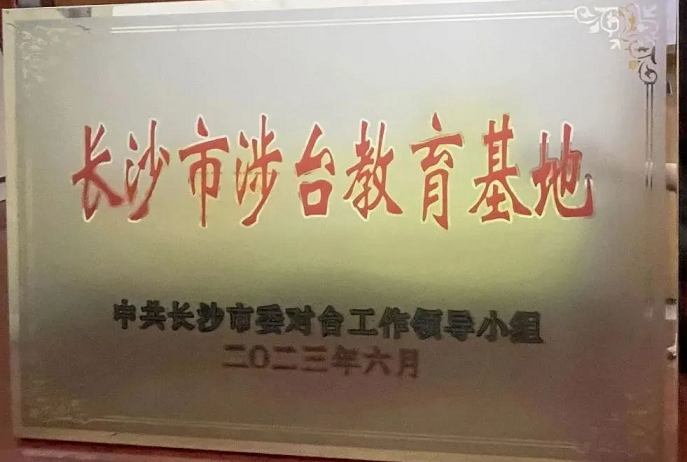 长沙市涉台教育基地
中共长沙市委对台工作领导小组
二〇二三年六月